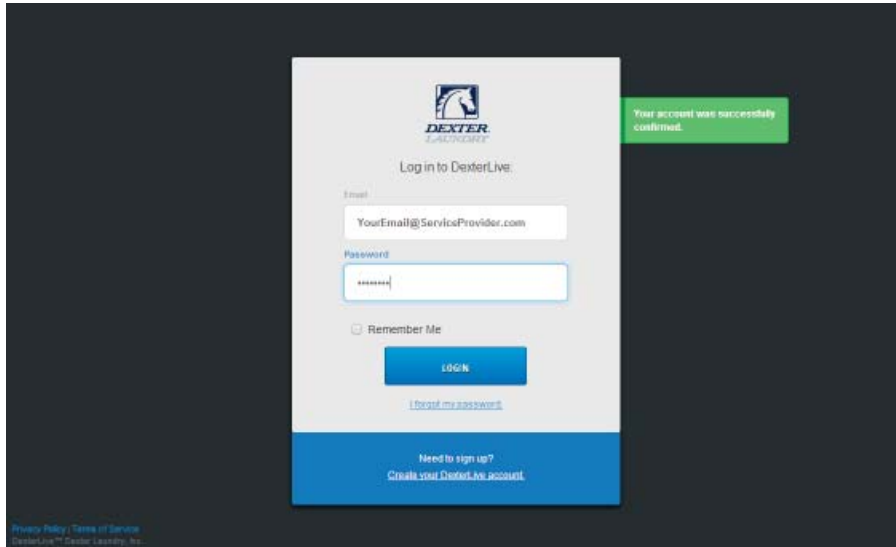 DEXTER
LAUNDRY
Your account was successfully
confirmed.
Log in to DexterLive:
Email
YourEmail@ServiceProvider.com
Password
••••••••
Remember Me
LOGIN
I forgot my password.
Need to sign up?
Create your DexterLive account.
Privacy Policy | Terms of Service
DexterLive™ Dexter Laundry, Inc.